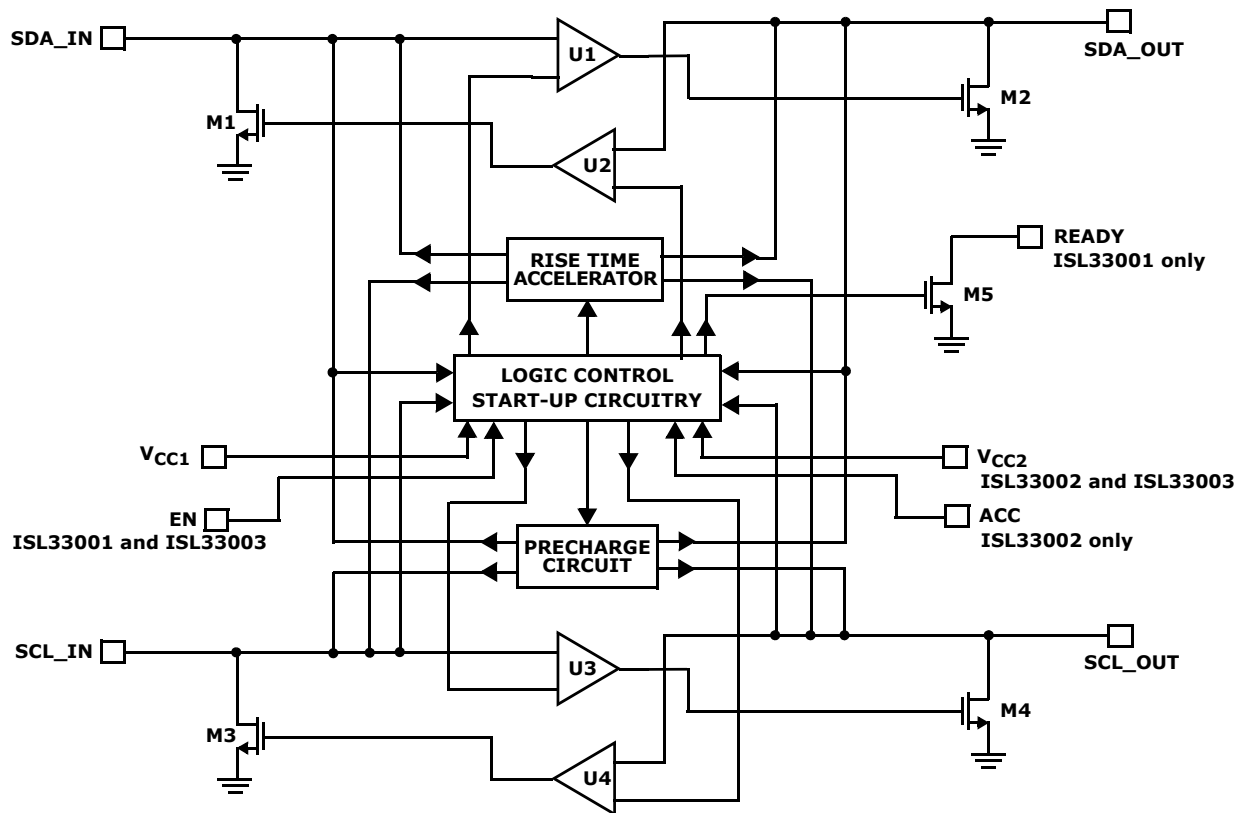 SDA_IN
U1
SDA_OUT
M1
M2
U2
READY
ISL33001 only
RISE TIME
ACCELERATOR
M5
LOGIC CONTROL
START-UP CIRCUITRY
VCC1
VCC2
ISL33002 and ISL33003
EN
ISL33001 and ISL33003
ACC
ISL33002 only
PRECHARGE
CIRCUIT
SCL_IN
U3
SCL_OUT
M3
M4
U4